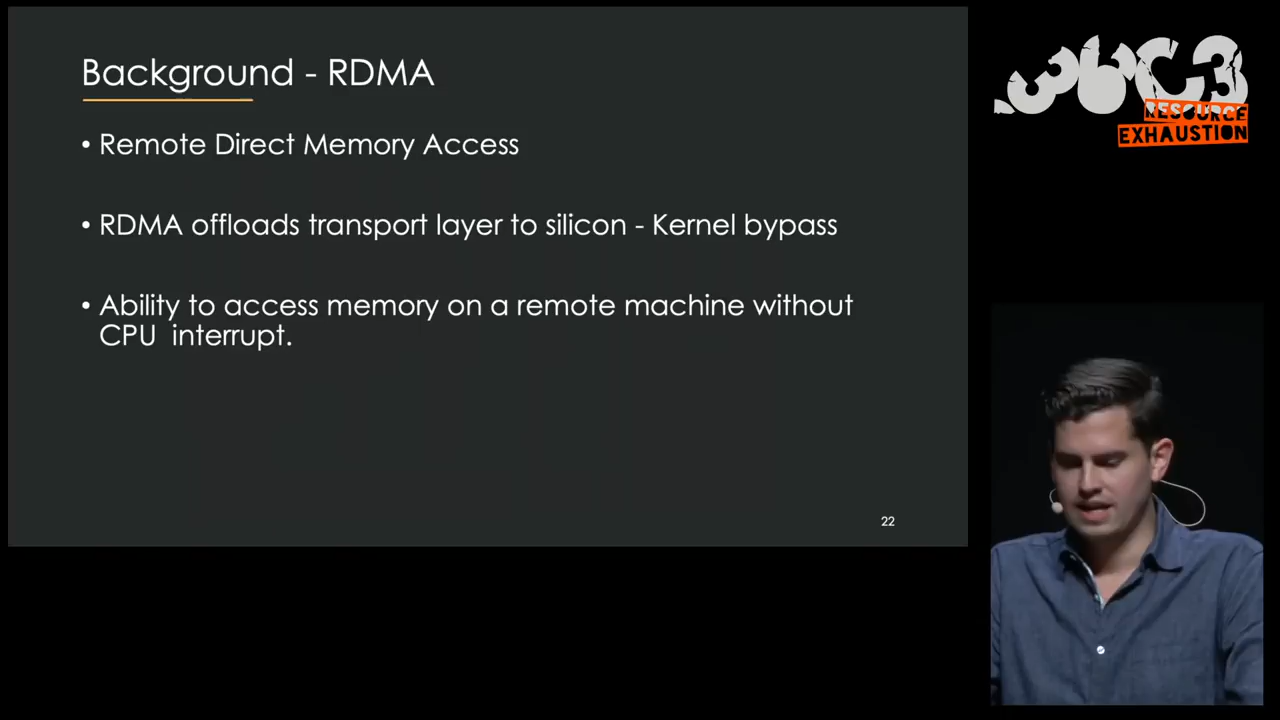 Background - RDMA
• Remote Direct Memory Access
• RDMA offloads transport layer to silicon - Kernel bypass
• Ability to access memory on a remote machine without
CPU  interrupt.
22
36C3
RESOURCE
EXHAUSTION